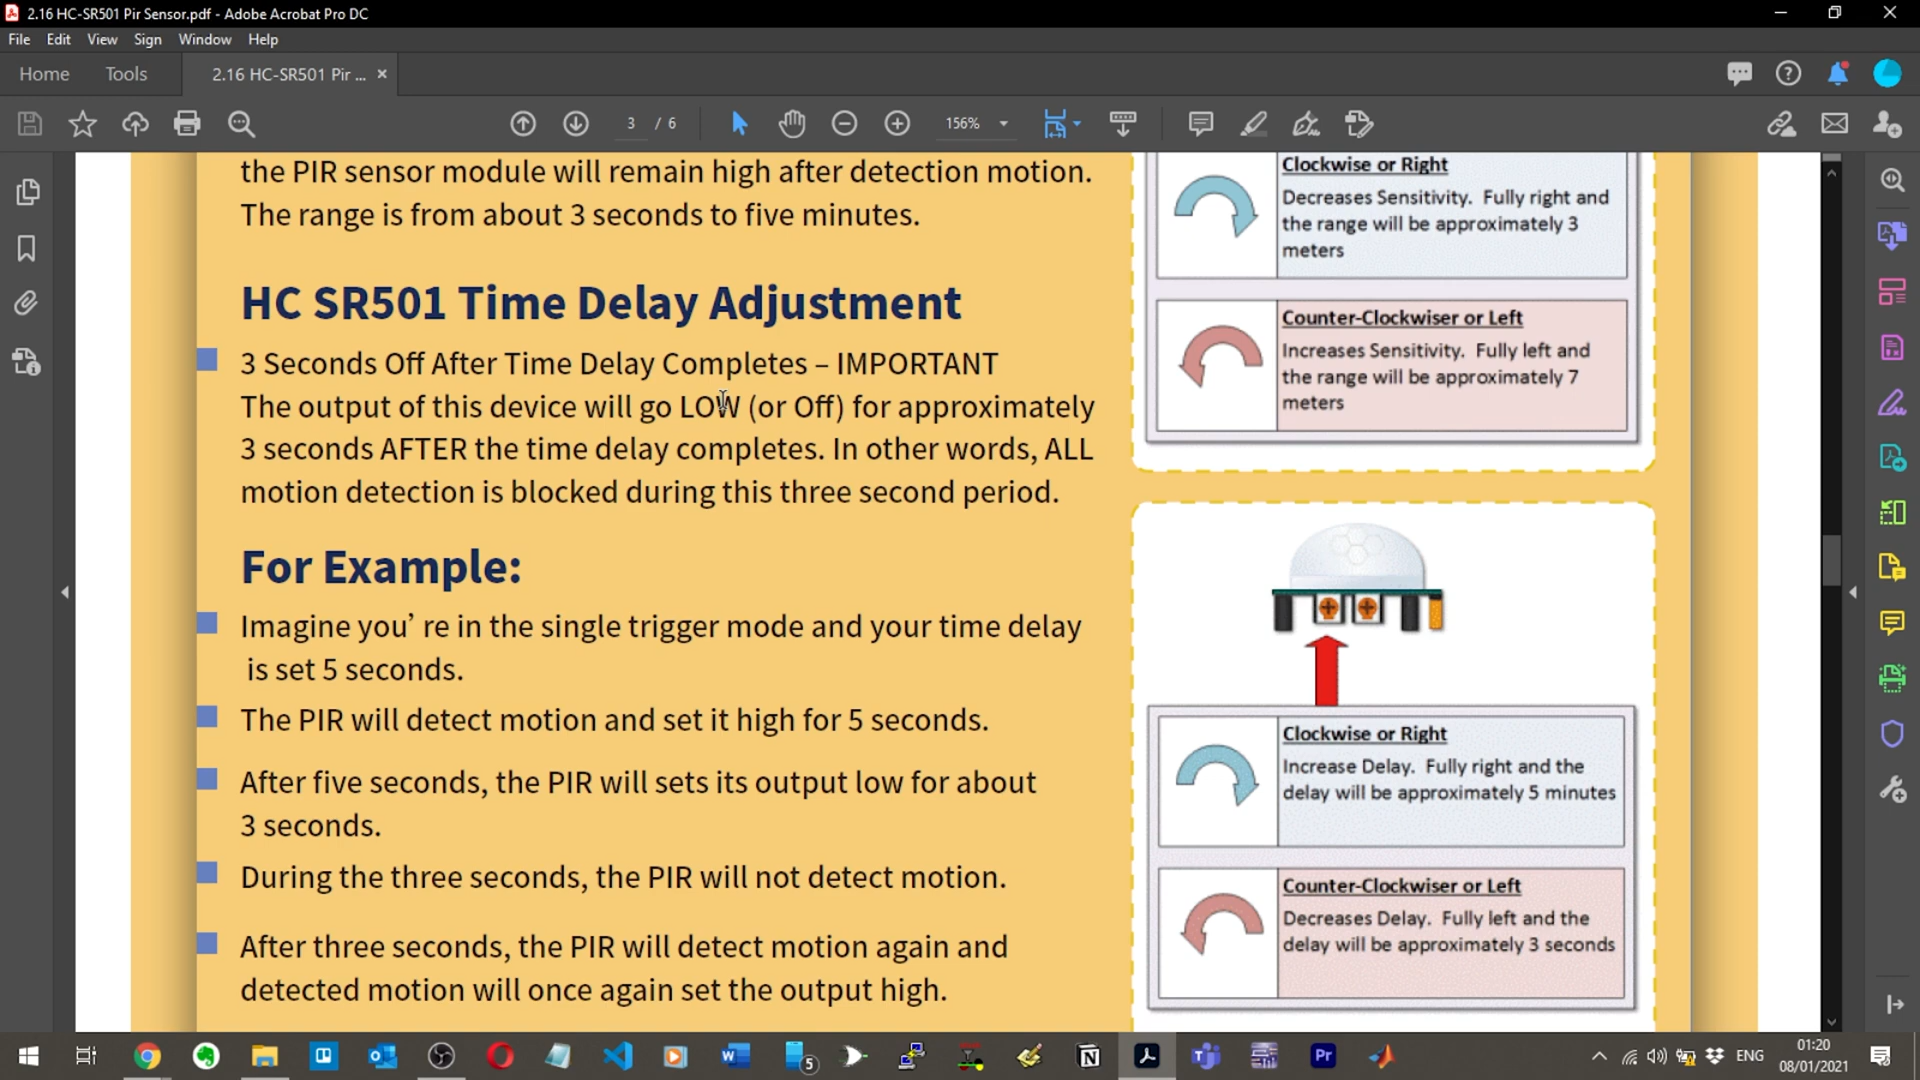 2.16 HC-SR501 Pir Sensor.pdf - Adobe Acrobat Pro DC
File Edit View Sign Window Help
Home Tools 2.16 HC-SR501 Pir ...
3 / 6 156%
the PIR sensor module will remain high after detection motion.
The range is from about 3 seconds to five minutes.
HC SR501 Time Delay Adjustment
3 Seconds Off After Time Delay Completes – IMPORTANT
The output of this device will go LOW (or Off) for approximately
3 seconds AFTER the time delay completes. In other words, ALL
motion detection is blocked during this three second period.
For Example:
Imagine you’ re in the single trigger mode and your time delay
is set 5 seconds.
The PIR will detect motion and set it high for 5 seconds.
After five seconds, the PIR will sets its output low for about
3 seconds.
During the three seconds, the PIR will not detect motion.
After three seconds, the PIR will detect motion again and
detected motion will once again set the output high.
Clockwise or Right
Decreases Sensitivity. Fully right and
the range will be approximately 3
meters
Counter-Clockwiser or Left
Increases Sensitivity. Fully left and
the range will be approximately 7
meters
Clockwise or Right
Increase Delay. Fully right and the
delay will be approximately 5 minutes
Counter-Clockwiser or Left
Decreases Delay. Fully left and the
delay will be approximately 3 seconds
5
Pr
ENG
01:20
08/01/2021